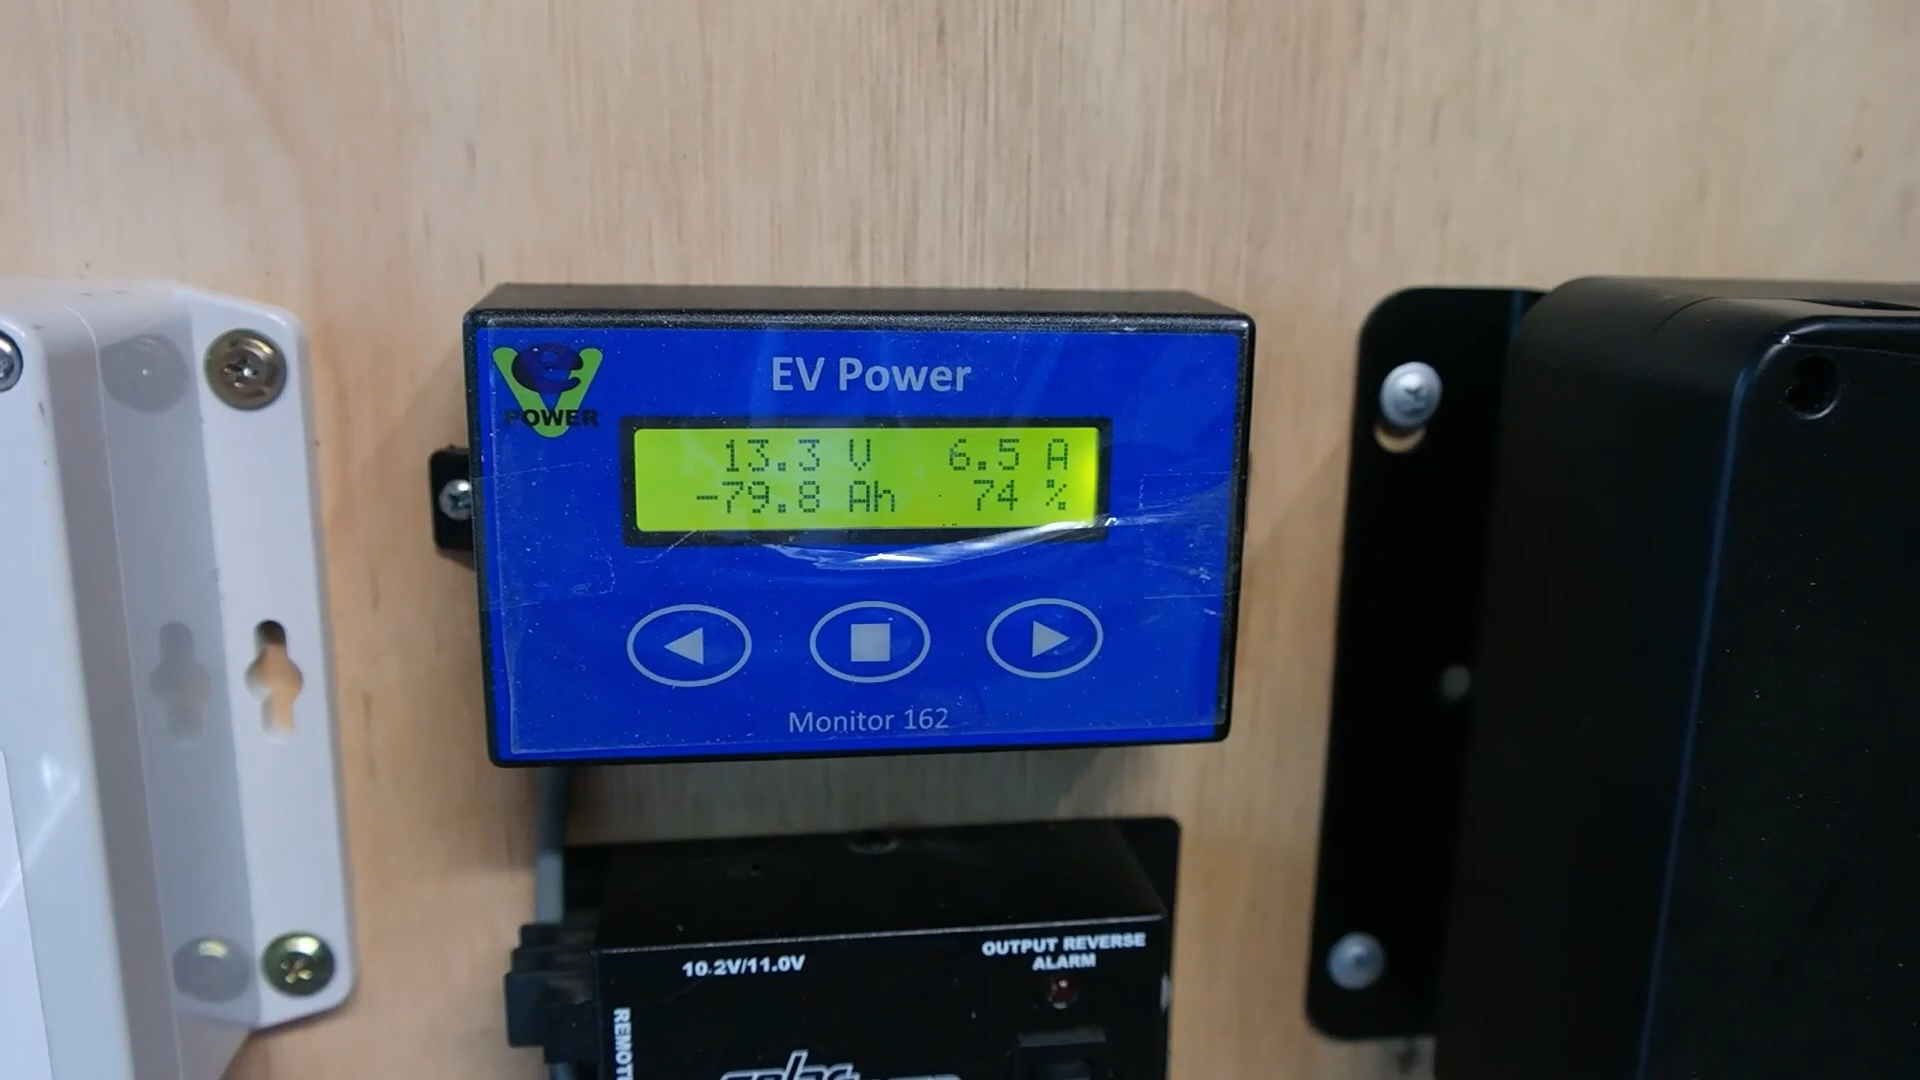 EV Power
e
POWER
13.3 V 6.5 A
-79.8 Ah 74 %
Monitor 162
10.2V/11.0V
OUTPUT REVERSE
ALARM